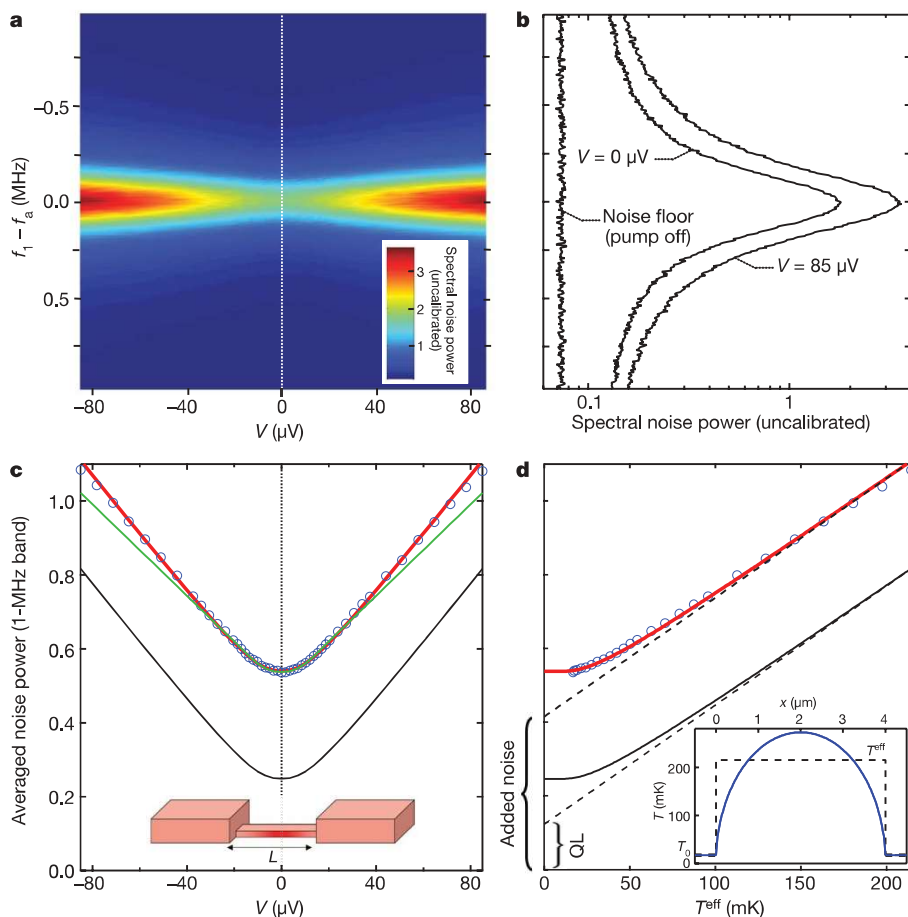 a
f₁ – fₐ (MHz)
–0.5
0.0
0.5
–80
–40
0
40
80
V (µV)
Spectral noise power
(uncalibrated)
3
2
1
b
V = 0 µV
Noise floor
(pump off)
V = 85 µV
0.1
1
Spectral noise power (uncalibrated)
c
Averaged noise power (1-MHz band)
1.0
0.8
0.6
0.4
0.2
0.0
L
–80
–40
0
40
80
V (µV)
d
Added noise
QL
x (µm)
0
2
4
T (mK)
200
100
T₀
0
Tᵉᶠᶠ
0
50
100
150
200
Tᵉᶠᶠ (mK)